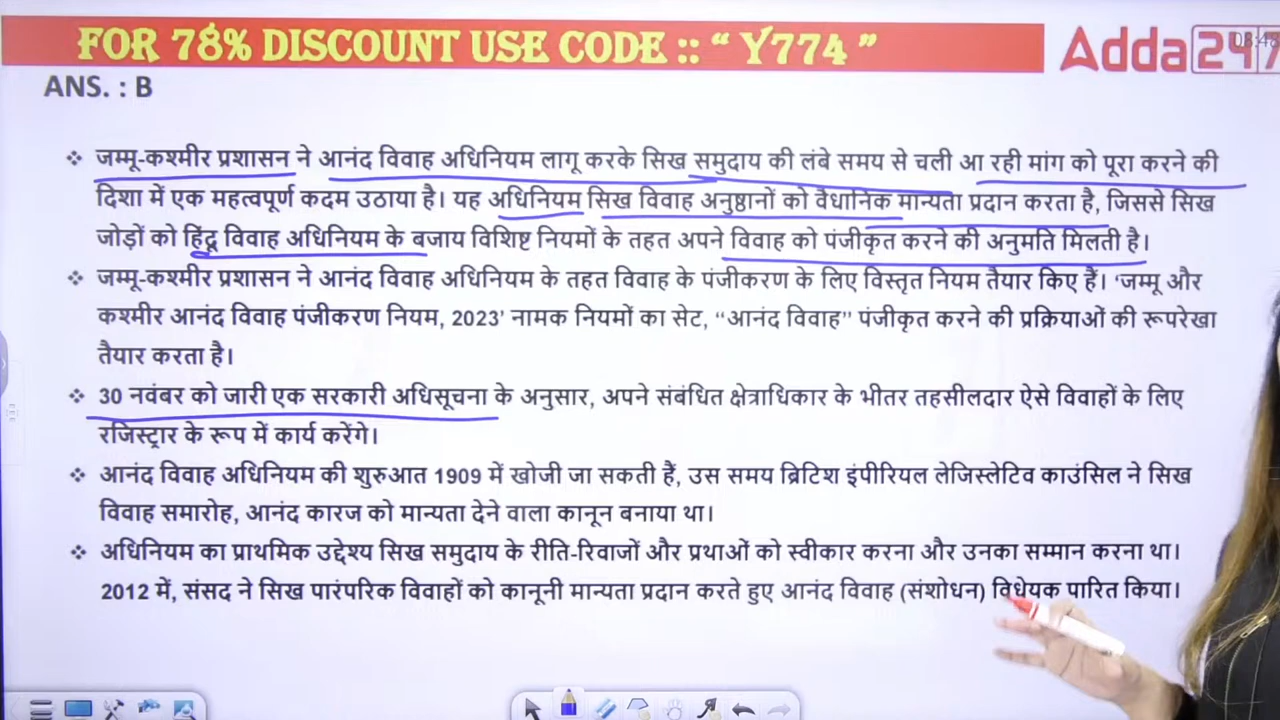 FOR 78% DISCOUNT USE CODE :: “ Y774 ”
Adda247
ANS. : B
❖ जम्मू-कश्मीर प्रशासन ने आनंद विवाह अधिनियम लागू करके सिख समुदाय की लंबे समय से चली आ रही मांग को पूरा करने की
दिशा में एक महत्वपूर्ण कदम उठाया है। यह अधिनियम सिख विवाह अनुष्ठानों को वैधानिक मान्यता प्रदान करता है, जिससे सिख
जोड़ों को हिंदू विवाह अधिनियम के बजाय विशिष्ट नियमों के तहत अपने विवाह को पंजीकृत करने की अनुमति मिलती है।
❖ जम्मू-कश्मीर प्रशासन ने आनंद विवाह अधिनियम के तहत विवाह के पंजीकरण के लिए विस्तृत नियम तैयार किए हैं। ‘जम्मू और
कश्मीर आनंद विवाह पंजीकरण नियम, 2023’ नामक नियमों का सेट, “आनंद विवाह” पंजीकृत करने की प्रक्रियाओं की रूपरेखा
तैयार करता है।
❖ 30 नवंबर को जारी एक सरकारी अधिसूचना के अनुसार, अपने संबंधित क्षेत्राधिकार के भीतर तहसीलदार ऐसे विवाहों के लिए
रजिस्ट्रार के रूप में कार्य करेंगे।
❖ आनंद विवाह अधिनियम की शुरुआत 1909 में खोजी जा सकती है, उस समय ब्रिटिश इंपीरियल लेजिस्लेटिव काउंसिल ने सिख
विवाह समारोह, आनंद कारज को मान्यता देने वाला कानून बनाया था।
❖ अधिनियम का प्राथमिक उद्देश्य सिख समुदाय के रीति-रिवाजों और प्रथाओं को स्वीकार करना और उनका सम्मान करना था।
2012 में, संसद ने सिख पारंपरिक विवाहों को कानूनी मान्यता प्रदान करते हुए आनंद विवाह (संशोधन) विधेयक पारित किया।